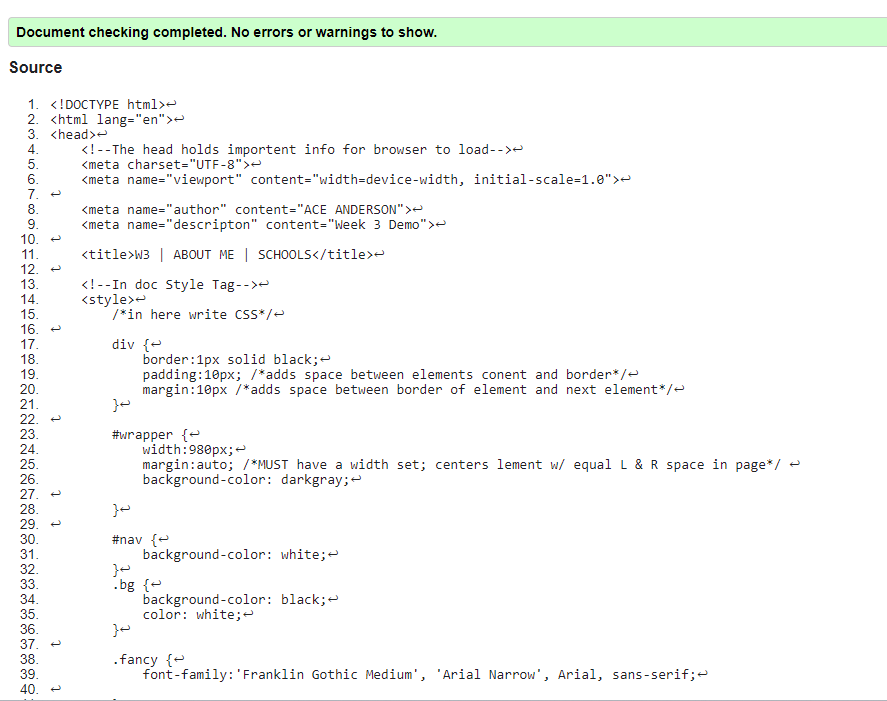 Document checking completed. No errors or warnings to show.
Source
1. <!DOCTYPE html>↩
2. <html lang="en">↩
3. <head>↩
4.     <!--The head holds importent info for browser to load-->↩
5.     <meta charset="UTF-8">↩
6.     <meta name="viewport" content="width=device-width, initial-scale=1.0">↩
7. ↩
8.     <meta name="author" content="ACE ANDERSON">↩
9.     <meta name="descripton" content="Week 3 Demo">↩
10. ↩
11.     <title>W3 | ABOUT ME | SCHOOLS</title>↩
12. ↩
13.     <!--In doc Style Tag-->↩
14.     <style>↩
15.         /*in here write CSS*/↩
16. ↩
17.         div {↩
18.             border:1px solid black;↩
19.             padding:10px; /*adds space between elements conent and border*/↩
20.             margin:10px /*adds space between border of element and next element*/↩
21.         }↩
22. ↩
23.         #wrapper {↩
24.             width:980px;↩
25.             margin:auto; /*MUST have a width set; centers lement w/ equal L & R space in page*/ ↩
26.             background-color: darkgray;↩
27. ↩
28.         }↩
29. ↩
30.         #nav {↩
31.             background-color: white;↩
32.         }↩
33.         .bg {↩
34.             background-color: black;↩
35.             color: white;↩
36.         }↩
37. ↩
38.         .fancy {↩
39.             font-family:'Franklin Gothic Medium', 'Arial Narrow', Arial, sans-serif;↩
40. ↩